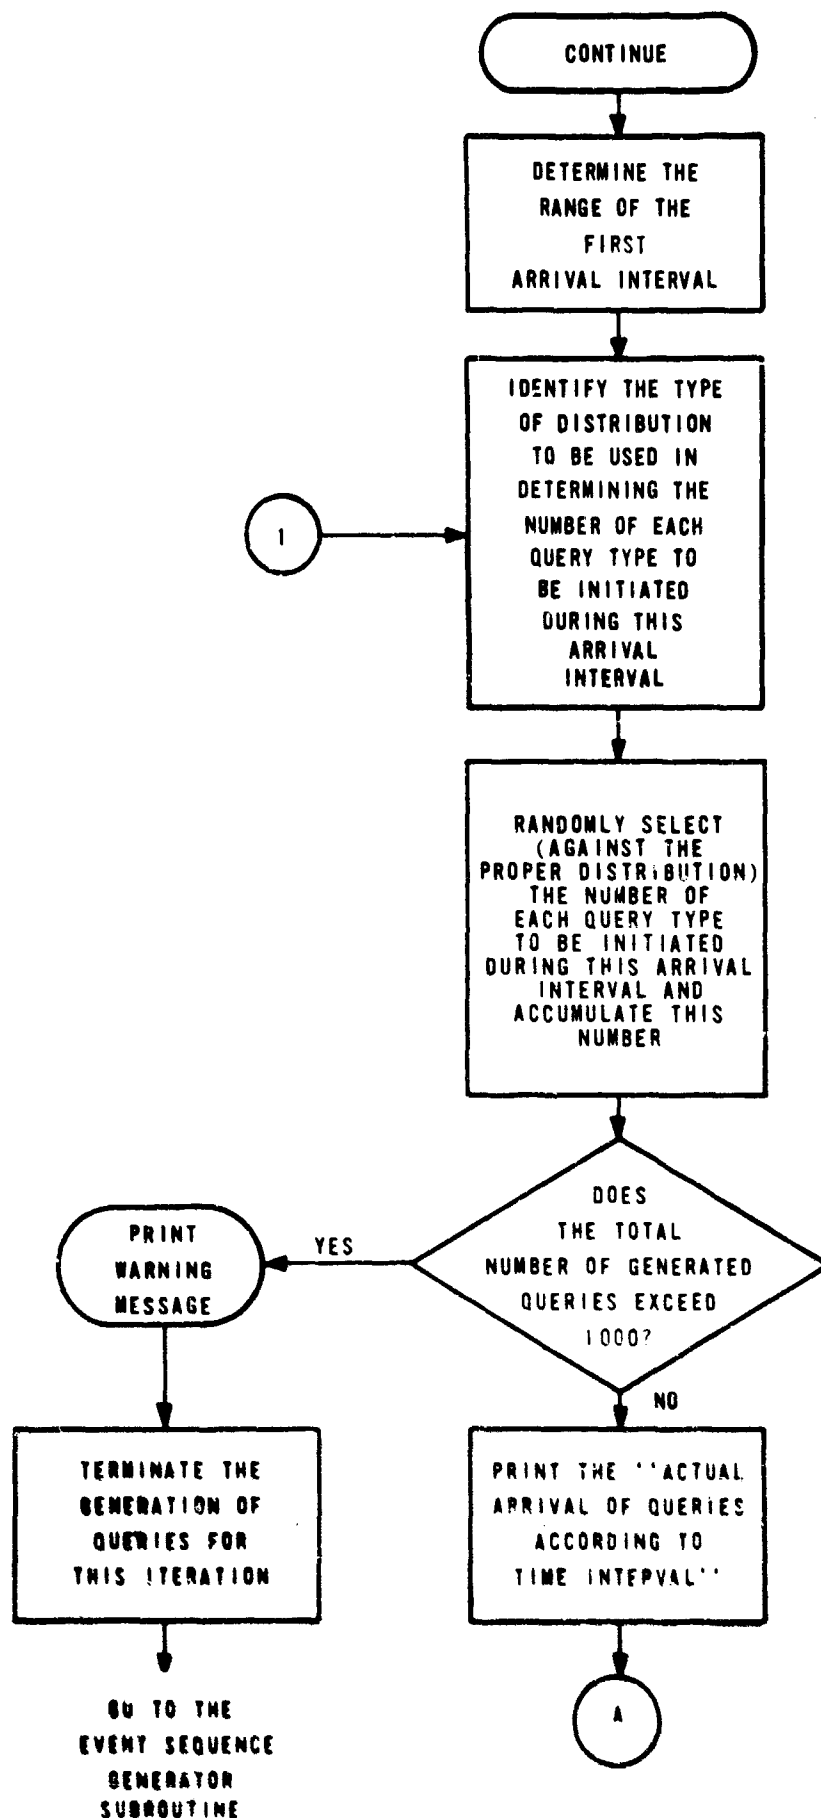 CONTINUE
DETERMINE THE
RANGE OF THE
FIRST
ARRIVAL INTERVAL
IDENTIFY THE TYPE
OF DISTRIBUTION
TO BE USED IN
DETERMINING THE
NUMBER OF EACH
QUERY TYPE TO
BE INITIATED
DURING THIS
ARRIVAL
INTERVAL
1
RANDOMLY SELECT
(AGAINST THE
PROPER DISTRIBUTION)
THE NUMBER OF
EACH QUERY TYPE
TO BE INITIATED
DURING THIS ARRIVAL
INTERVAL AND
ACCUMULATE THIS
NUMBER
DOES
THE TOTAL
NUMBER OF GENERATED
QUERIES EXCEED
1000?
YES
PRINT
WARNING
MESSAGE
NO
TERMINATE THE
GENERATION OF
QUERIES FOR
THIS ITERATION
PRINT THE ''ACTUAL
ARRIVAL OF QUERIES
ACCORDING TO
TIME INTERVAL''
GO TO THE
EVENT SEQUENCE
GENERATOR
SUBROUTINE
A